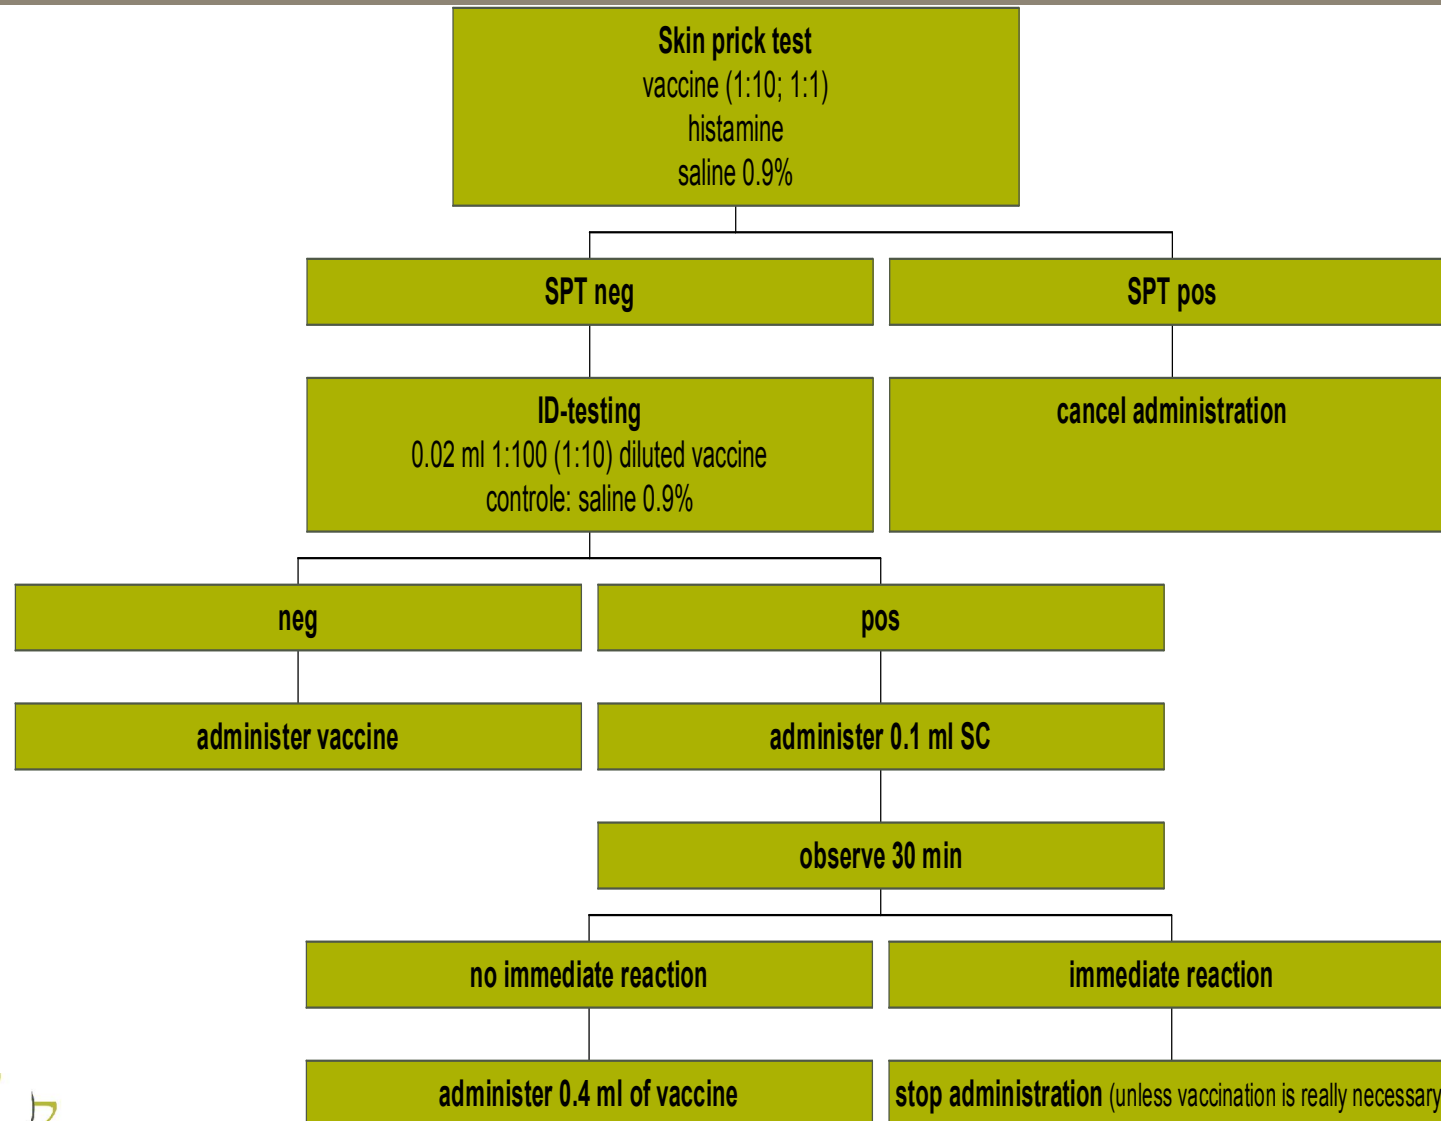 Skin prick test
vaccine (1:10; 1:1)
histamine
saline 0.9%
SPT neg
SPT pos
ID-testing
0.02 ml 1:100 (1:10) diluted vaccine
controle: saline 0.9%
cancel administration
neg
pos
administer vaccine
administer 0.1 ml SC
observe 30 min
no immediate reaction
immediate reaction
administer 0.4 ml of vaccine
stop administration (unless vaccination is really necessary